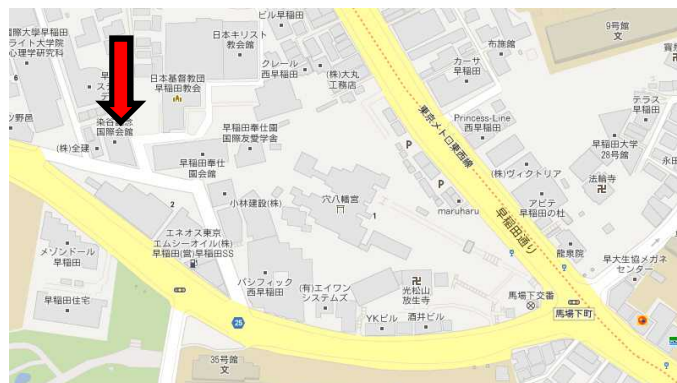 ビル早稲田
9号館
文
国際大學早稲田
ライト大学院
心理学研究科
日本キリスト
教会館
布施館
カーサ
早稲田
クレール
西早稲田
(株)大丸
工務店
6
日本基督教団
早稲田教会
テラス
早稲田
東京メトロ東西線
Princess-Line
西早稲田
国際会館
早稲田奉仕園
国際友愛学舎
P
早稲田大学
26号館
(株)全建
早稲田奉仕
園会館
(株)ヴィクトリア
永田
法輪寺
卍
P
小林建設(株)
穴八幡宮
1
2
maruharu
アビテ
早稲田の杜
早稲田通り
エネオス東京
エムシーオイル(株)
早稲田(営)早稲田SS
メゾンドール
早稲田
龍泉院
早大生協メガネ
センター
パシフィック
西早稲田
(有)エイワン
システムズ
卍
光松山
放生寺
早稲田住宅
馬場下交番
YKビル
酒井ビル
馬場下町
25
35号館
文